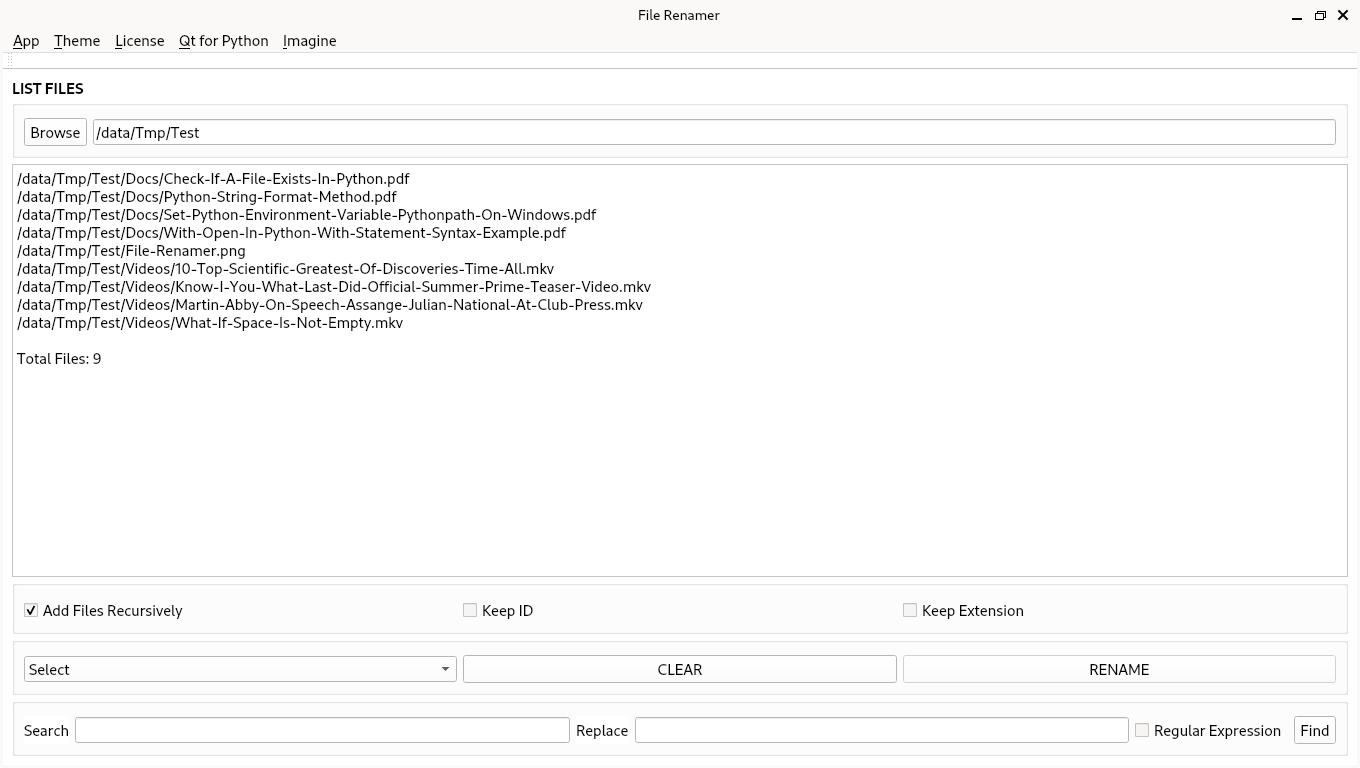 File Renamer
App Theme License Qt for Python Imagine
LIST FILES
Browse /data/Tmp/Test
/data/Tmp/Test/Docs/Check-If-A-File-Exists-In-Python.pdf
/data/Tmp/Test/Docs/Python-String-Format-Method.pdf
/data/Tmp/Test/Docs/Set-Python-Environment-Variable-Pythonpath-On-Windows.pdf
/data/Tmp/Test/Docs/With-Open-In-Python-With-Statement-Syntax-Example.pdf
/data/Tmp/Test/File-Renamer.png
/data/Tmp/Test/Videos/10-Top-Scientific-Greatest-Of-Discoveries-Time-All.mkv
/data/Tmp/Test/Videos/Know-I-You-What-Last-Did-Official-Summer-Prime-Teaser-Video.mkv
/data/Tmp/Test/Videos/Martin-Abby-On-Speech-Assange-Julian-National-At-Club-Press.mkv
/data/Tmp/Test/Videos/What-If-Space-Is-Not-Empty.mkv
Total Files: 9
Add Files Recursively Keep ID Keep Extension
Select CLEAR RENAME
Search Replace Regular Expression Find